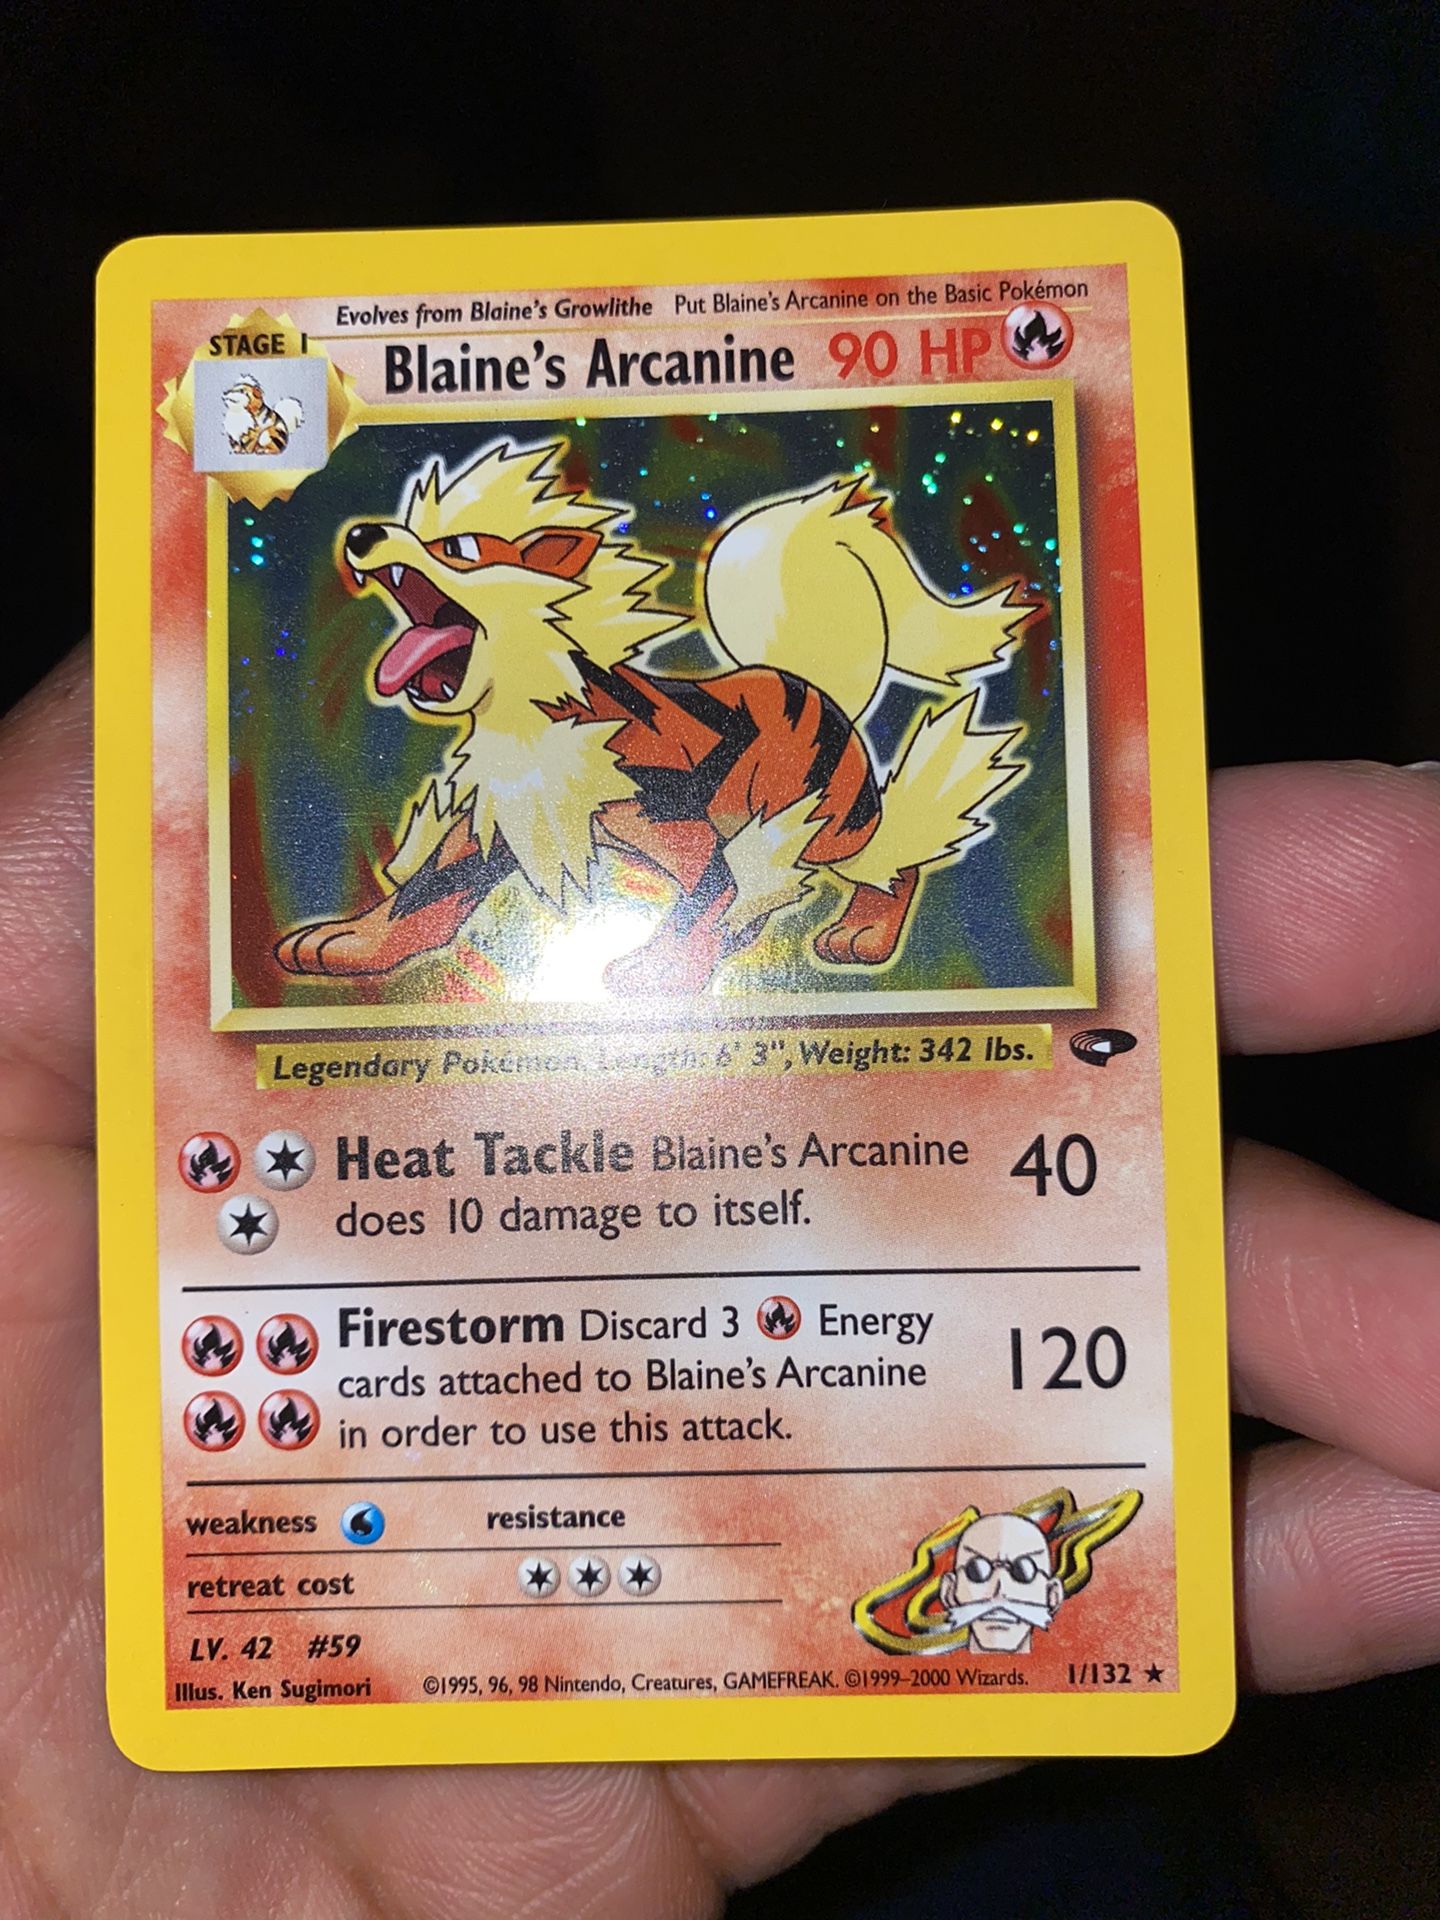 Evolves from Blaine's Growlithe Put Blaine's Arcanine on the Basic Pokémon
STAGE 1
Blaine's Arcanine 90 HP
Legendary Pokémon. Length: 6' 3", Weight: 342 lbs.
Heat Tackle Blaine's Arcanine 40
does 10 damage to itself.
Firestorm Discard 3 Energy
cards attached to Blaine's Arcanine 120
in order to use this attack.
weakness resistance
retreat cost
LV. 42 #59
Illus. Ken Sugimori ©1995, 96, 98 Nintendo, Creatures, GAMEFREAK. ©1999–2000 Wizards. 1/132 ★